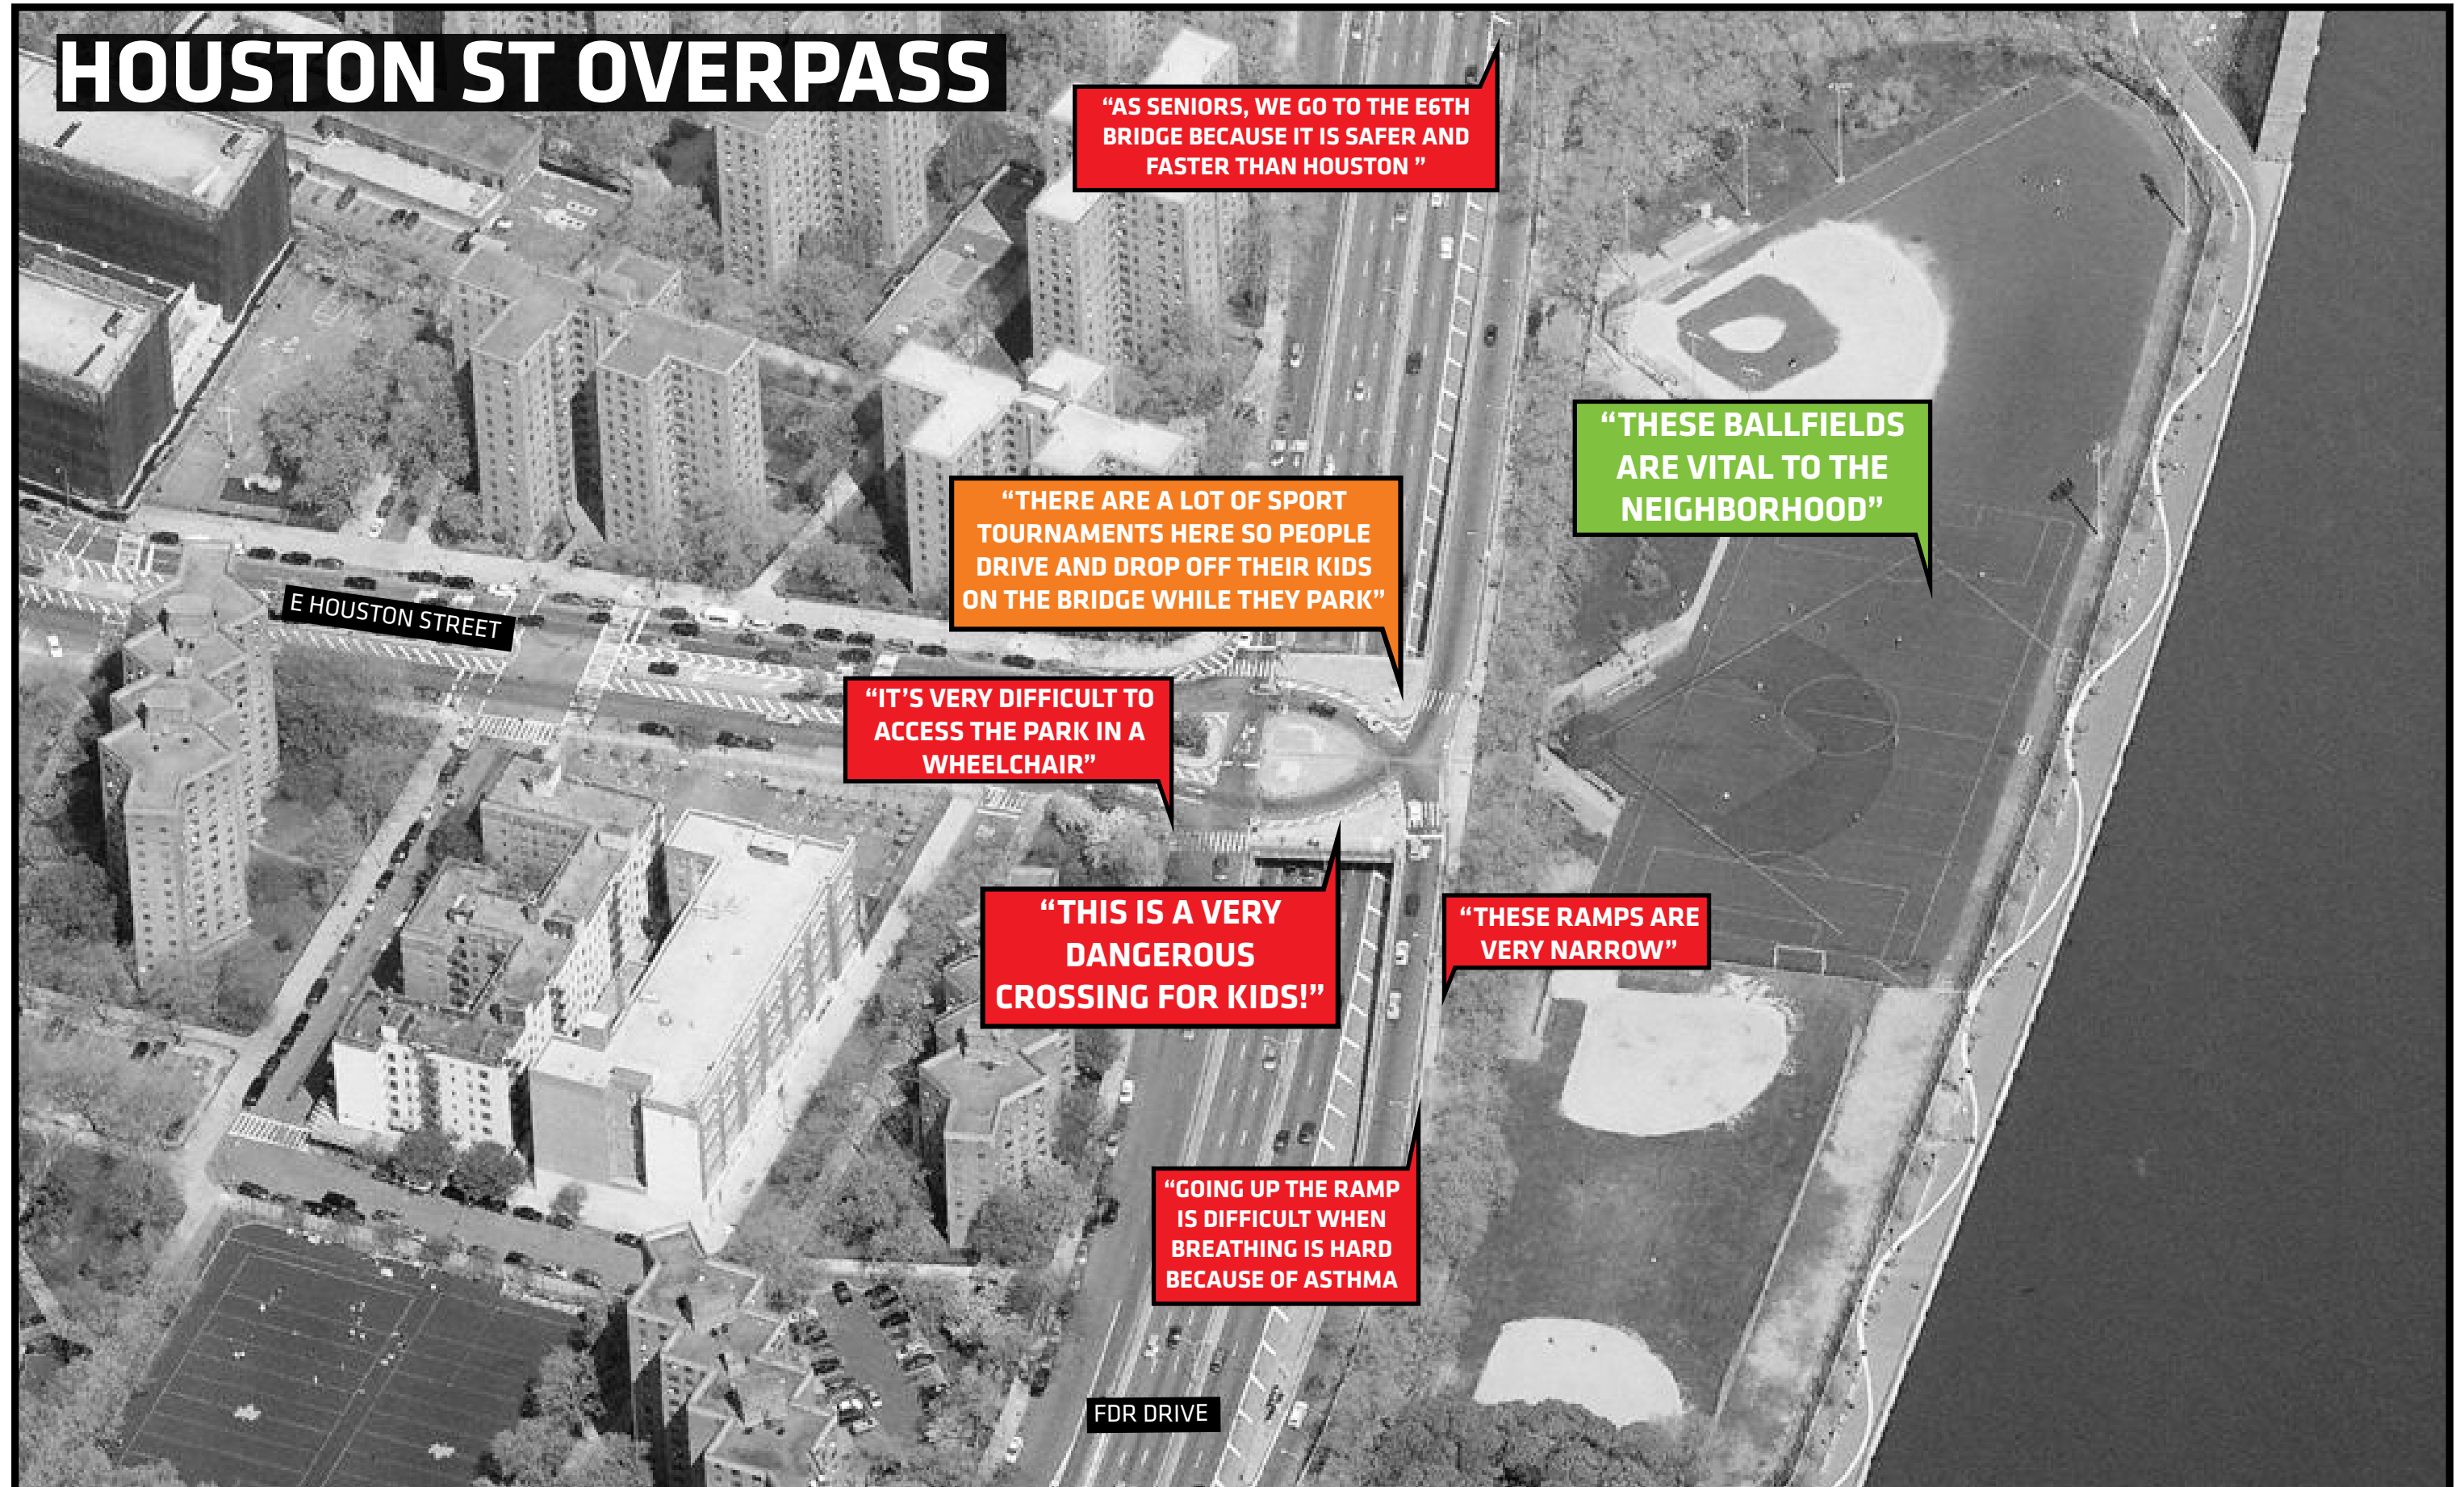 HOUSTON ST OVERPASS
“AS SENIORS, WE GO TO THE E6TH
BRIDGE BECAUSE IT IS SAFER AND
FASTER THAN HOUSTON ”
“THESE BALLFIELDS
ARE VITAL TO THE
NEIGHBORHOOD”
“THERE ARE A LOT OF SPORT
TOURNAMENTS HERE SO PEOPLE
DRIVE AND DROP OFF THEIR KIDS
ON THE BRIDGE WHILE THEY PARK”
E HOUSTON STREET
“IT’S VERY DIFFICULT TO
ACCESS THE PARK IN A
WHEELCHAIR”
“THIS IS A VERY
DANGEROUS
CROSSING FOR KIDS!”
“THESE RAMPS ARE
VERY NARROW”
“GOING UP THE RAMP
IS DIFFICULT WHEN
BREATHING IS HARD
BECAUSE OF ASTHMA
FDR DRIVE